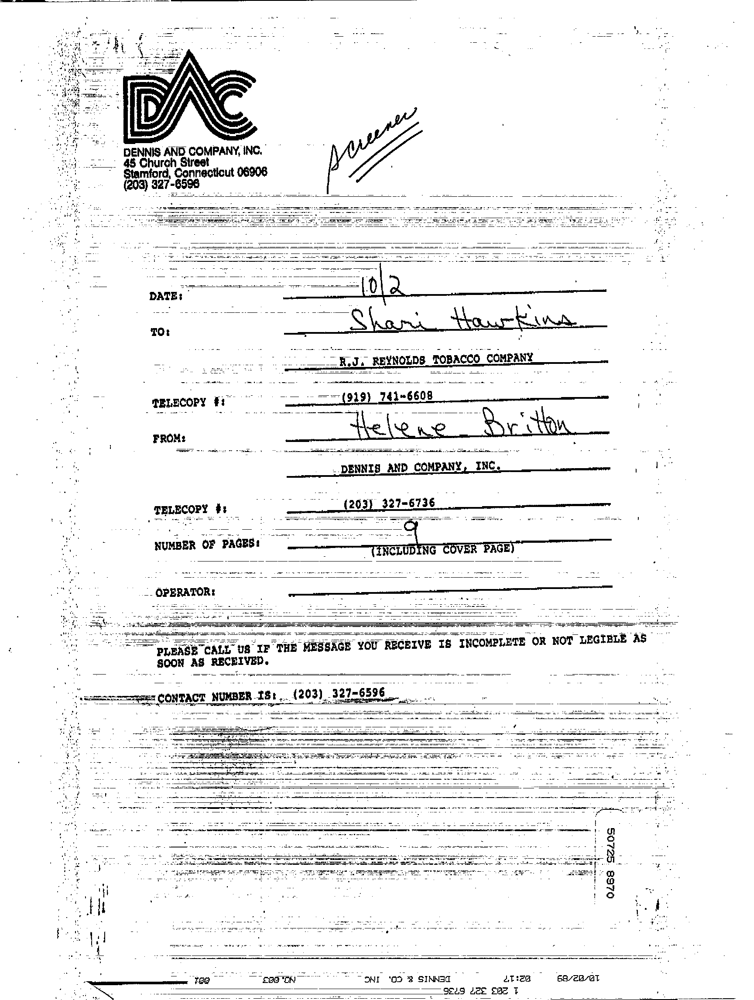 DAC
DENNIS AND COMPANY, INC.
45 Church Street
Stamford, Connecticut 06906
(203) 327-6596
Screener
DATE: 10/2
TO: Shari Hawkins
R.J. REYNOLDS TOBACCO COMPANY
TELECOPY #: (919) 741-6608
FROM: Helene Britton
DENNIS AND COMPANY, INC.
TELECOPY #: (203) 327-6736
NUMBER OF PAGES: 9
(INCLUDING COVER PAGE)
OPERATOR:
PLEASE CALL US IF THE MESSAGE YOU RECEIVE IS INCOMPLETE OR NOT LEGIBLE AS
SOON AS RECEIVED.
CONTACT NUMBER IS: (203) 327-6596
50725 8970
1 203 327 6736
10/02/89 02:17 DENNIS & CO. INC NO.003 001